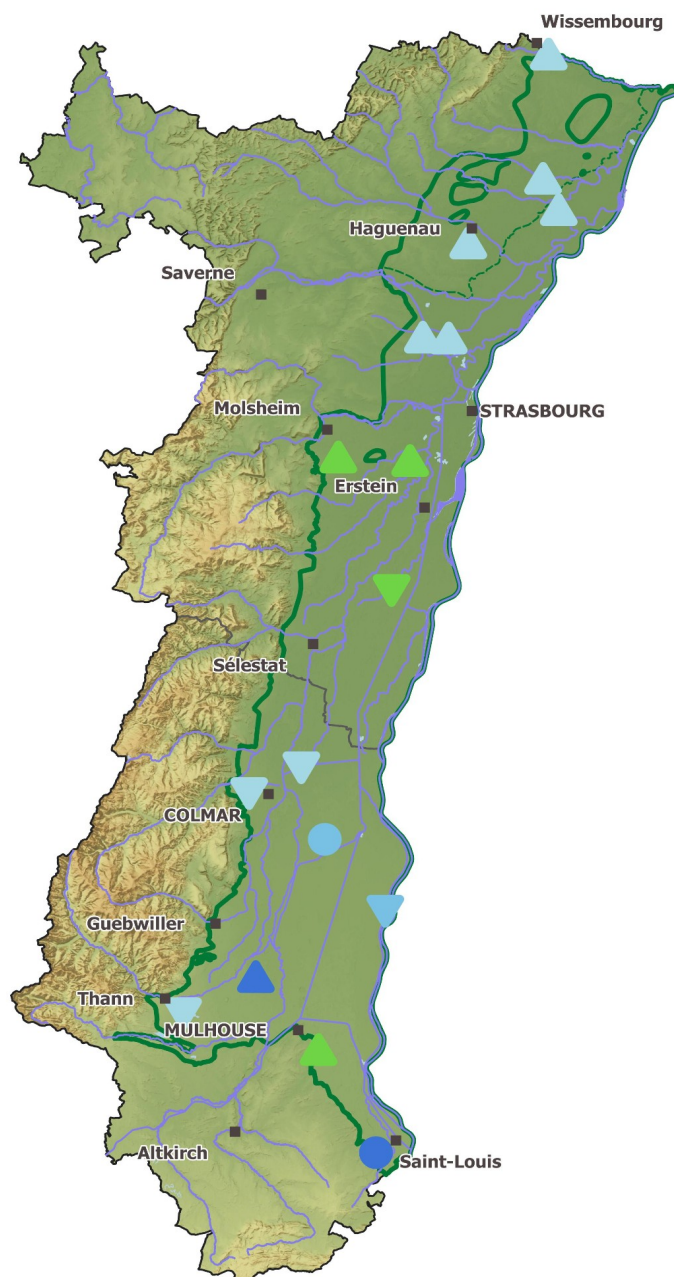 Wissembourg
Haguenau
Saverne
Molsheim
STRASBOURG
Erstein
Sélestat
COLMAR
Guebwiller
Thann
MULHOUSE
Altkirch
Saint-Louis